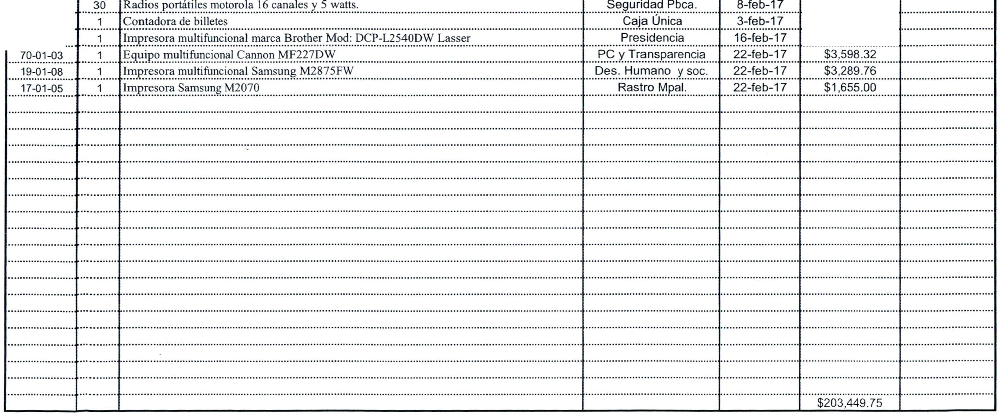 30 Radios portátiles motorola 16 canales y 5 watts. Seguridad Pbca. 8-feb-17
1 Contadora de billetes Caja Única 3-feb-17
1 Impresora multifuncional marca Brother Mod: DCP-L2540DW Lasser Presidencia 16-feb-17
70-01-03 1 Equipo multifuncional Cannon MF227DW PC y Transparencia 22-feb-17 $3,598.32
19-01-08 1 Impresora multifuncional Samsung M2875FW Des. Humano y soc. 22-feb-17 $3,289.76
17-01-05 1 Impresora Samsung M2070 Rastro Mpal. 22-feb-17 $1,655.00
$203,449.75